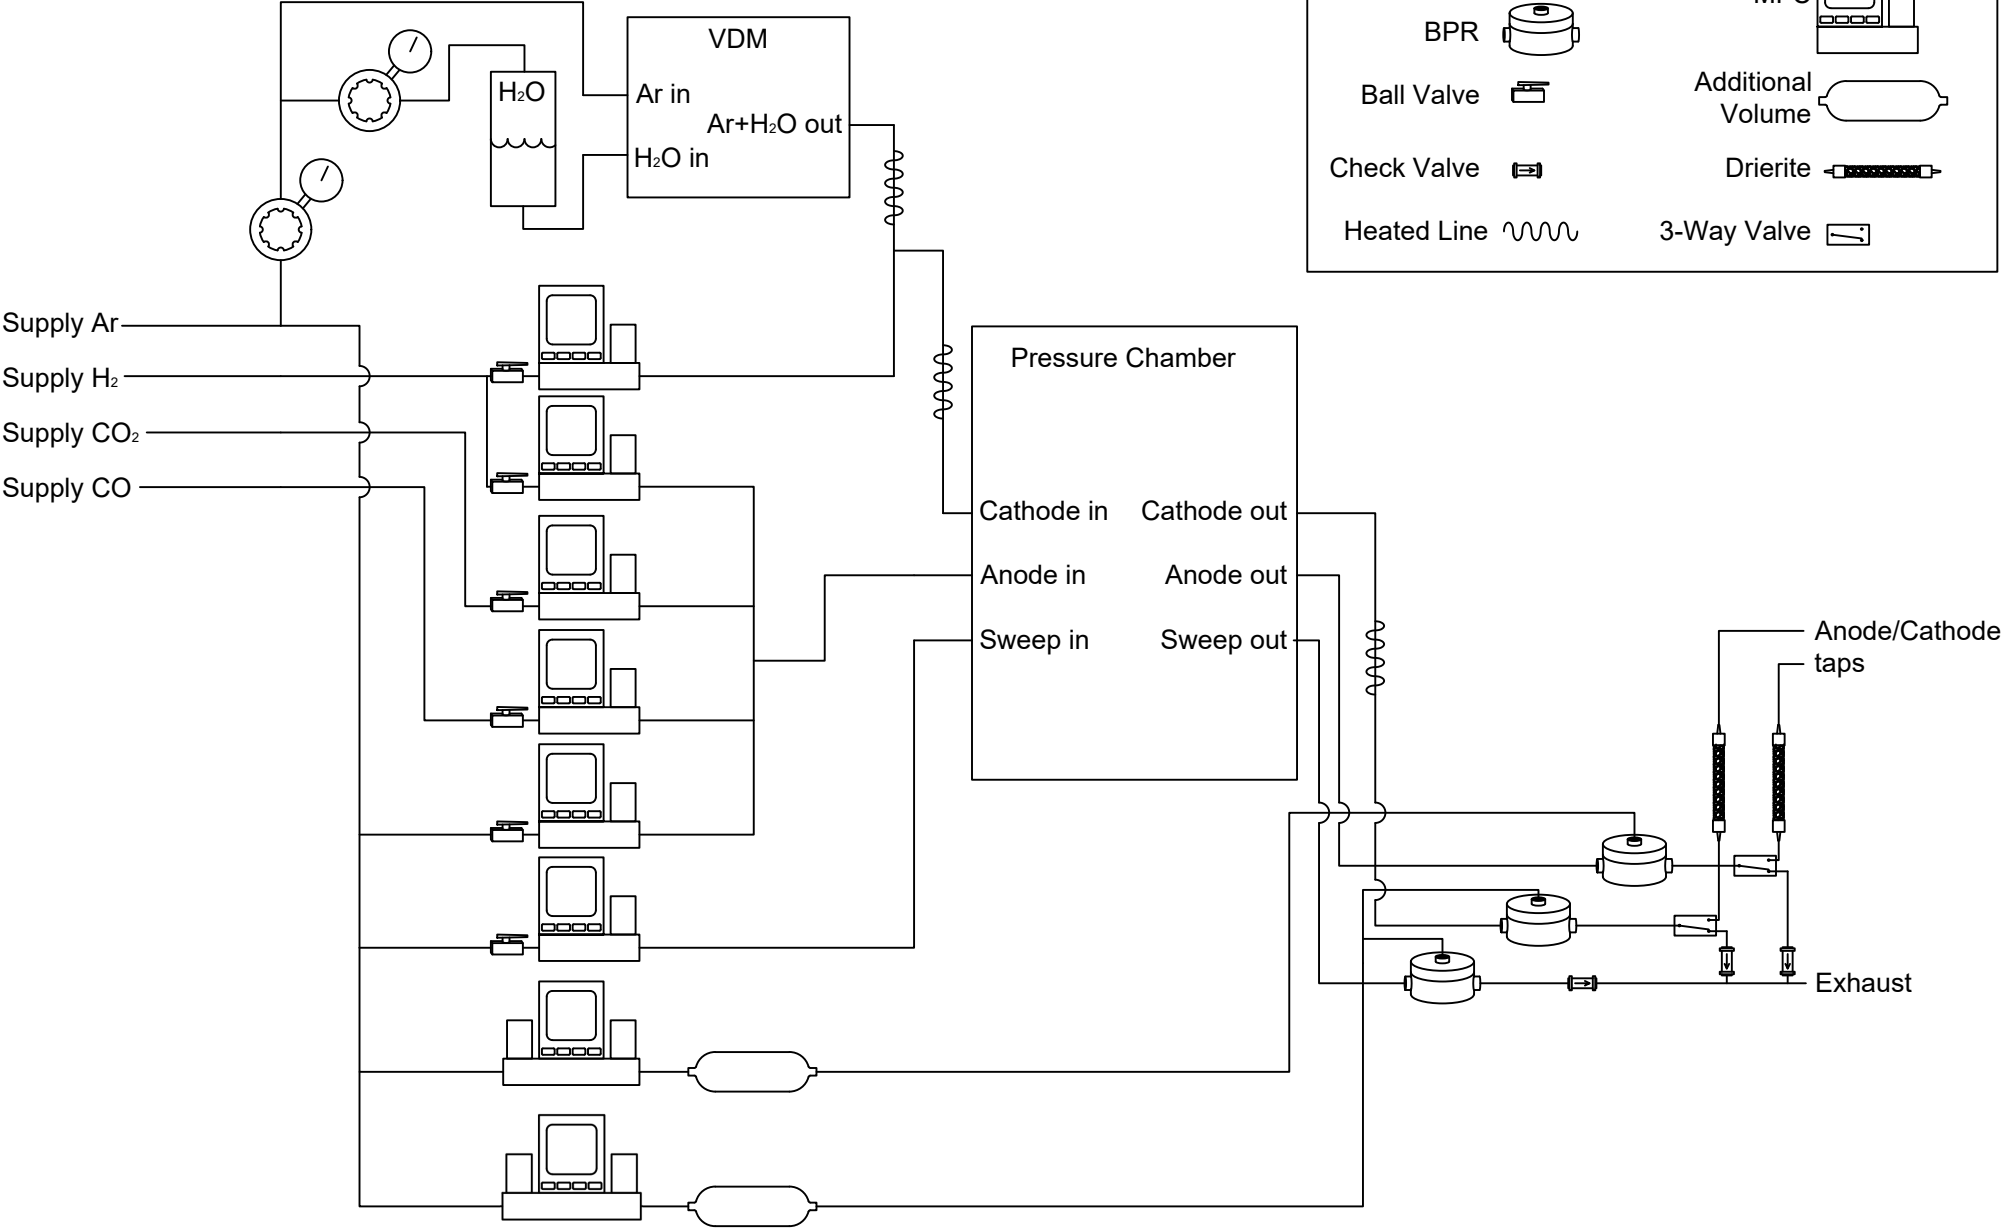 VDM
Ar in
Ar+H₂O out
H₂O in
H₂O
BPR
Ball Valve
Additional
Volume
Check Valve
Drierite
Heated Line
3-Way Valve
Supply Ar
Supply H₂
Supply CO₂
Supply CO
Pressure Chamber
Cathode in
Cathode out
Anode in
Anode out
Sweep in
Sweep out
Anode/Cathode
taps
Exhaust